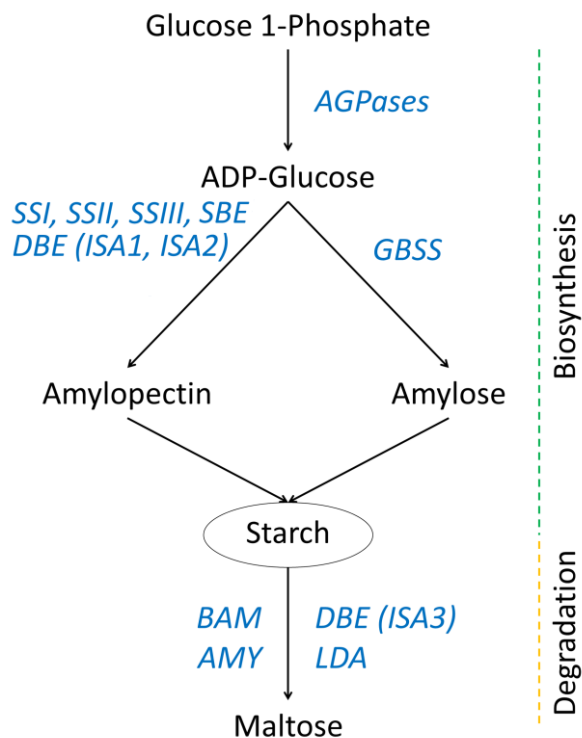 Glucose 1-Phosphate
AGPases
ADP-Glucose
SSI, SSII, SSIII, SBE
DBE (ISA1, ISA2)
GBSS
Biosynthesis
Amylopectin
Amylose
Starch
BAM
DBE (ISA3)
AMY
LDA
Degradation
Maltose